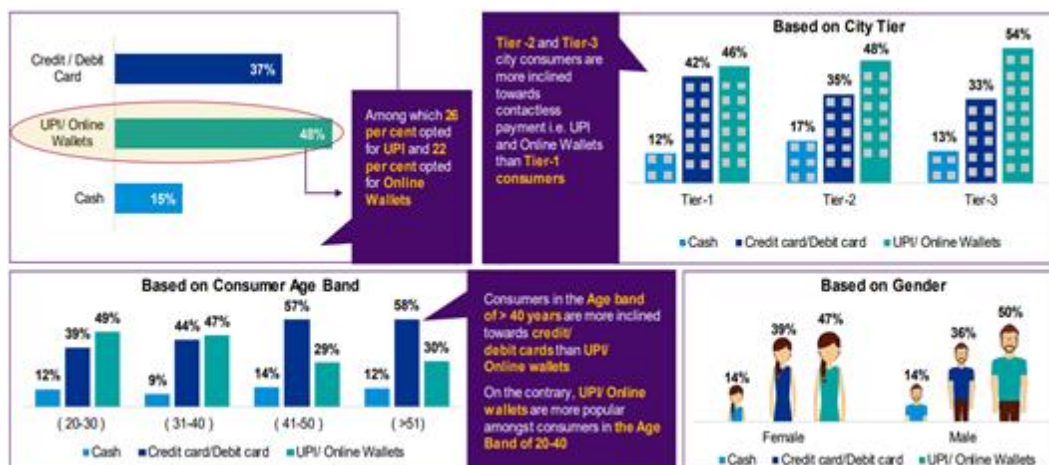 Credit / Debit
Card
37%
UPI/ Online
Wallets
48%
Cash
15%
Among which 26
per cent opted
for UPI and 22
per cent opted
for Online
Wallets
Tier -2 and Tier-3
city consumers are
more inclined
towards
contactless
payment i.e. UPI
and Online Wallets
than Tier-1
consumers
Based on City Tier
12%
42%
46%
17%
35%
48%
13%
33%
54%
Tier-1
Tier-2
Tier-3
Cash
Credit card/Debit card
UPI/ Online Wallets
Based on Consumer Age Band
12%
39%
49%
9%
44%
47%
14%
57%
29%
12%
58%
30%
( 20-30 )
( 31-40 )
( 41-50 )
( >51)
Cash
Credit card/Debit card
UPI/ Online Wallets
Consumers in the Age band
of > 40 years are more inclined
towards credit/
debit cards than UPI/
Online wallets
On the contrary, UPI/ Online
wallets are more popular
amongst consumers in the Age
Band of 20-40
Based on Gender
14%
39%
47%
14%
36%
50%
Female
Male
Cash
Credit card/Debit card
UPI/ Online Wallets